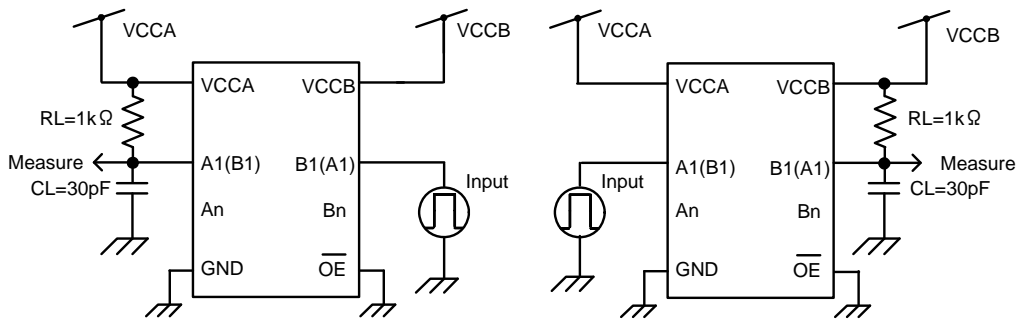 VCCA
VCCB
VCCA
VCCB
RL=1kΩ
Measure
A1(B1)
B1(A1)
CL=30pF
Input
An
Bn
GND
OE
VCCA
VCCB
VCCA
VCCB
RL=1kΩ
A1(B1)
B1(A1)
Measure
Input
CL=30pF
An
Bn
GND
OE